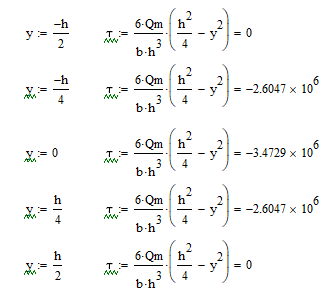 y := -h/2    τ := 6·Qm/(b·h^3)·(h^2/4 − y^2) = 0
y := -h/4    τ := 6·Qm/(b·h^3)·(h^2/4 − y^2) = −2.6047 × 10^6
y := 0    τ := 6·Qm/(b·h^3)·(h^2/4 − y^2) = −3.4729 × 10^6
y := h/4    τ := 6·Qm/(b·h^3)·(h^2/4 − y^2) = −2.6047 × 10^6
y := h/2    τ := 6·Qm/(b·h^3)·(h^2/4 − y^2) = 0